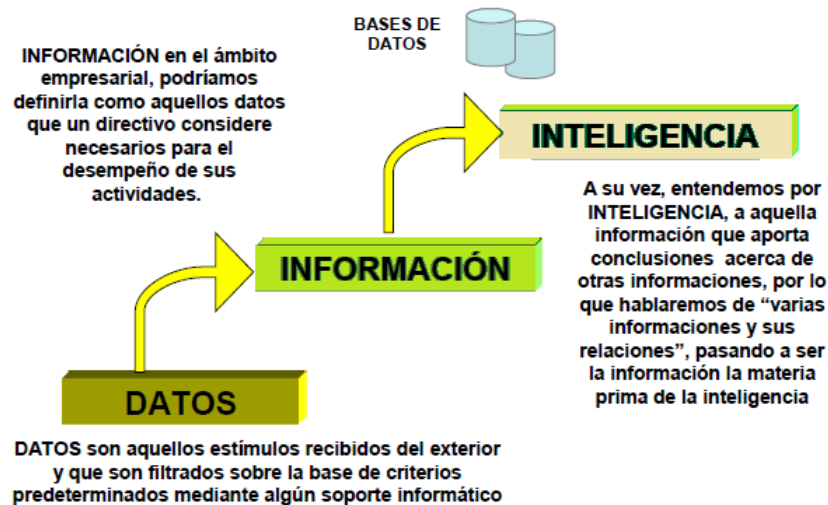 INFORMACIÓN en el ámbito
empresarial, podríamos
definirla como aquellos datos
que un directivo considere
necesarios para el
desempeño de sus
actividades.
BASES DE
DATOS
INTELIGENCIA
A su vez, entendemos por
INTELIGENCIA, a aquella
información que aporta
conclusiones acerca de
otras informaciones, por lo
que hablaremos de “varias
informaciones y sus
relaciones”, pasando a ser
la información la materia
prima de la inteligencia
INFORMACIÓN
DATOS
DATOS son aquellos estímulos recibidos del exterior
y que son filtrados sobre la base de criterios
predeterminados mediante algún soporte informático